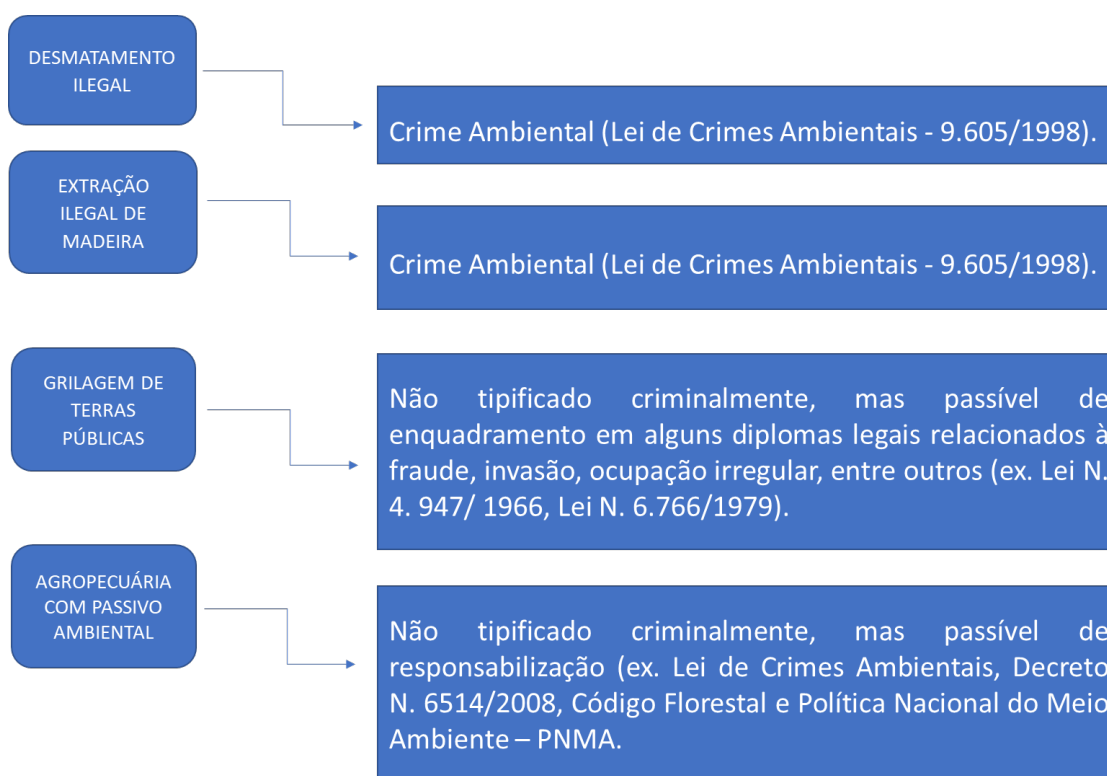 DESMATAMENTO
ILEGAL
Crime Ambiental (Lei de Crimes Ambientais - 9.605/1998).
EXTRAÇÃO
ILEGAL DE
MADEIRA
Crime Ambiental (Lei de Crimes Ambientais - 9.605/1998).
GRILAGEM DE
TERRAS
PÚBLICAS
Não tipificado criminalmente, mas passível de
enquadramento em alguns diplomas legais relacionados à
fraude, invasão, ocupação irregular, entre outros (ex. Lei N.
4. 947/ 1966, Lei N. 6.766/1979).
AGROPECUÁRIA
COM PASSIVO
AMBIENTAL
Não tipificado criminalmente, mas passível de
responsabilização (ex. Lei de Crimes Ambientais, Decreto
N. 6514/2008, Código Florestal e Política Nacional do Meio
Ambiente – PNMA.